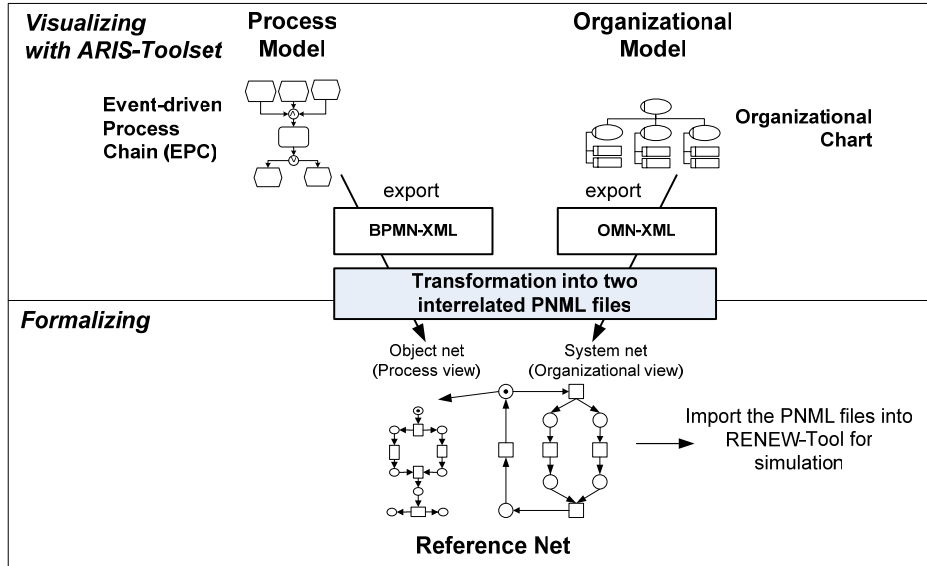 Visualizing
with ARIS-Toolset
Process
Model
Organizational
Model
Event-driven
Process
Chain (EPC)
Organizational
Chart
export
export
BPMN-XML
OMN-XML
Transformation into two
interrelated PNML files
Formalizing
Object net
(Process view)
System net
(Organizational view)
Import the PNML files into
RENEW-Tool for
simulation
Reference Net